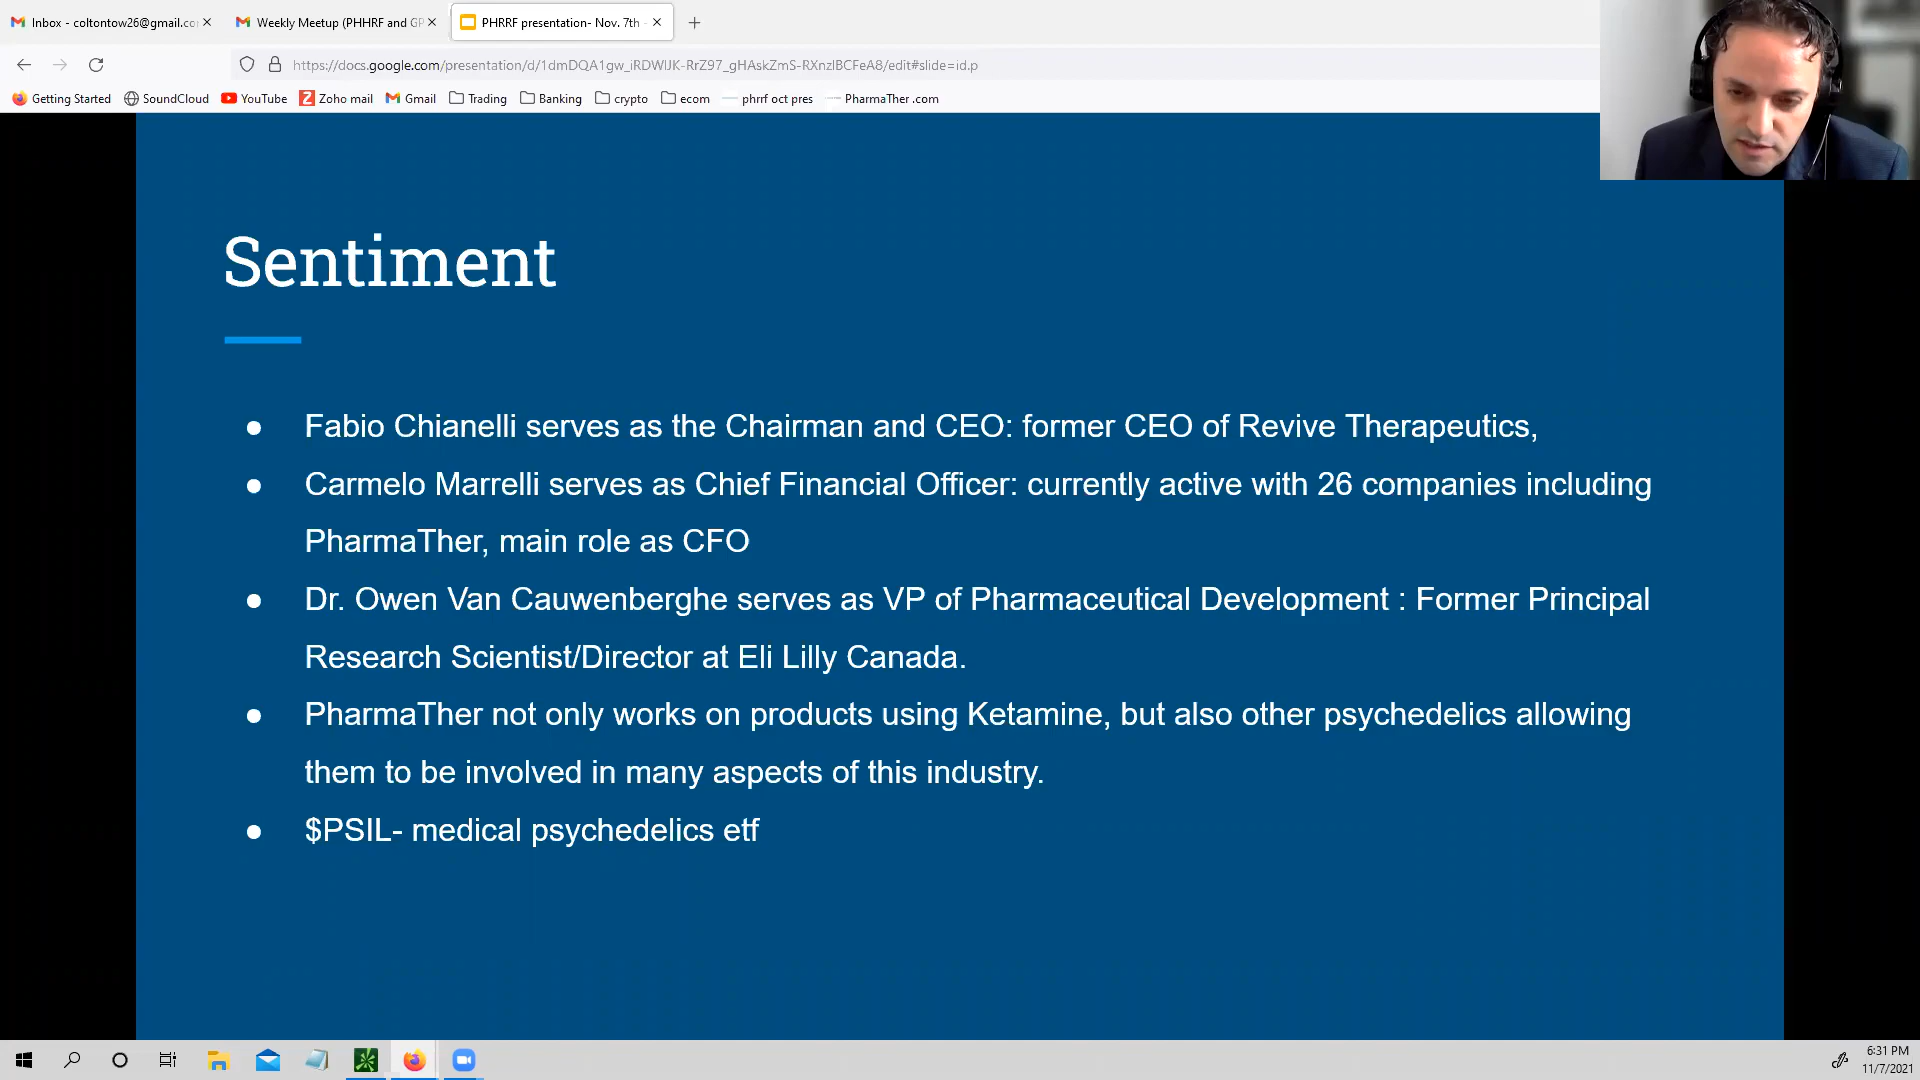 Inbox - coltontow26@gmail.co
Weekly Meetup (PHHRF and GP
PHRRF presentation- Nov. 7th
https://docs.google.com/presentation/d/1dmDQA1gw_iRDWIJK-RrZ97_gHAskZmS-RXnzlBCFeA8/edit#slide=id.p
Getting Started SoundCloud YouTube Zoho mail Gmail Trading Banking crypto ecom phrrf oct pres PharmaTher .com
Sentiment
● Fabio Chianelli serves as the Chairman and CEO: former CEO of Revive Therapeutics,
● Carmelo Marrelli serves as Chief Financial Officer: currently active with 26 companies including
PharmaTher, main role as CFO
● Dr. Owen Van Cauwenberghe serves as VP of Pharmaceutical Development : Former Principal
Research Scientist/Director at Eli Lilly Canada.
● PharmaTher not only works on products using Ketamine, but also other psychedelics allowing
them to be involved in many aspects of this industry.
● $PSIL- medical psychedelics etf
6:31 PM
11/7/2021